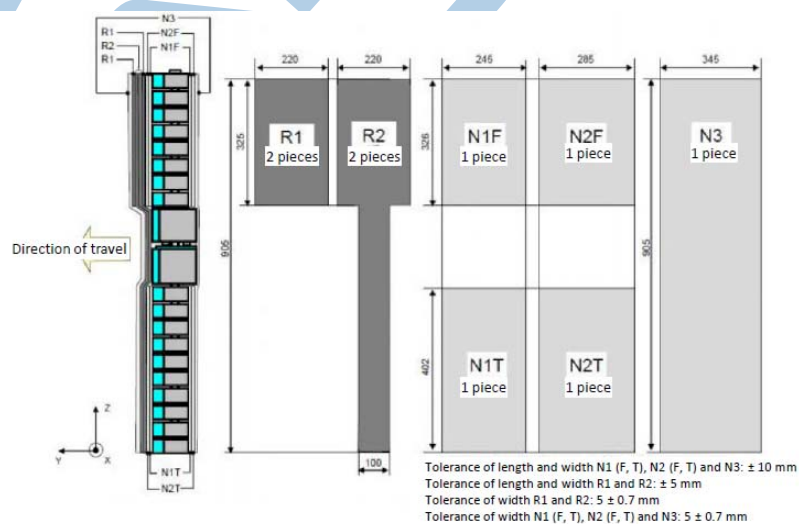 N3
R1
N2F
R2
N1F
R1
220
220
245
285
345
325
R1
2 pieces
R2
2 pieces
326
N1F
1 piece
N2F
1 piece
N3
1 piece
Direction of travel
905
905
402
N1T
1 piece
N2T
1 piece
Z
Y
X
N1T
N2T
100
Tolerance of length and width N1 (F, T), N2 (F, T) and N3: ± 10 mm
Tolerance of length and width R1 and R2: ± 5 mm
Tolerance of width R1 and R2: 5 ± 0.7 mm
Tolerance of width N1 (F, T), N2 (F, T) and N3: 5 ± 0.7 mm